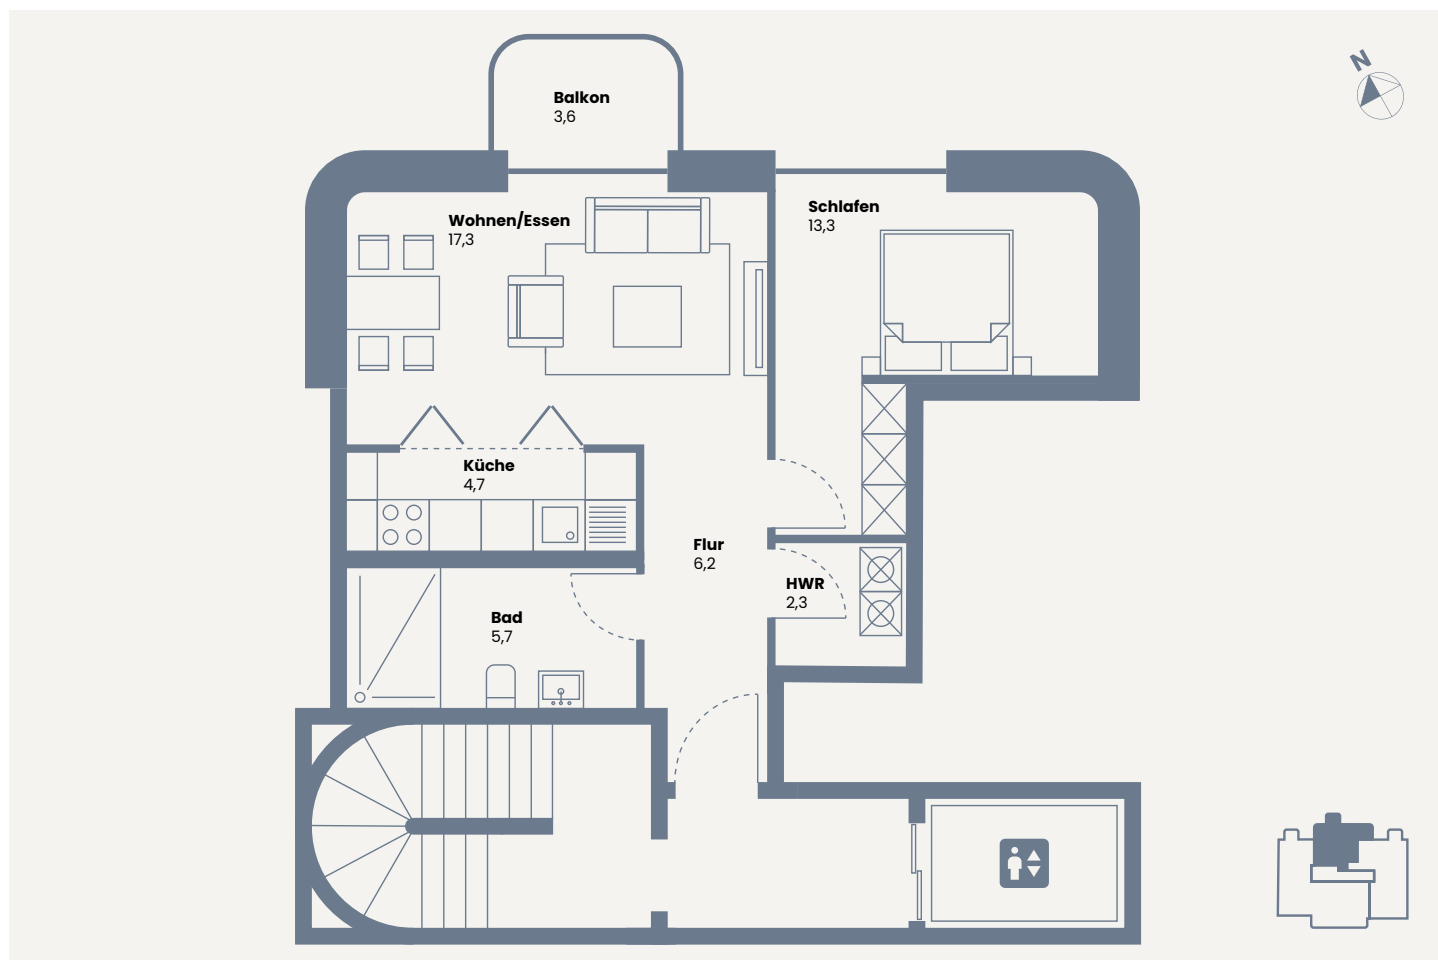 N
Balkon
3,6
Wohnen/Essen
17,3
Schlafen
13,3
Küche
4,7
Flur
6,2
HWR
2,3
Bad
5,7